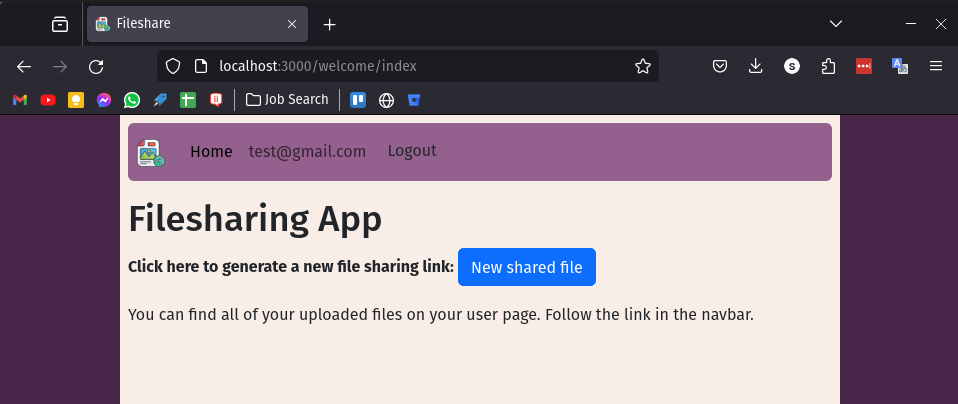 Fileshare
localhost:3000/welcome/index
Job Search
Home test@gmail.com Logout
Filesharing App
Click here to generate a new file sharing link: New shared file
You can find all of your uploaded files on your user page. Follow the link in the navbar.